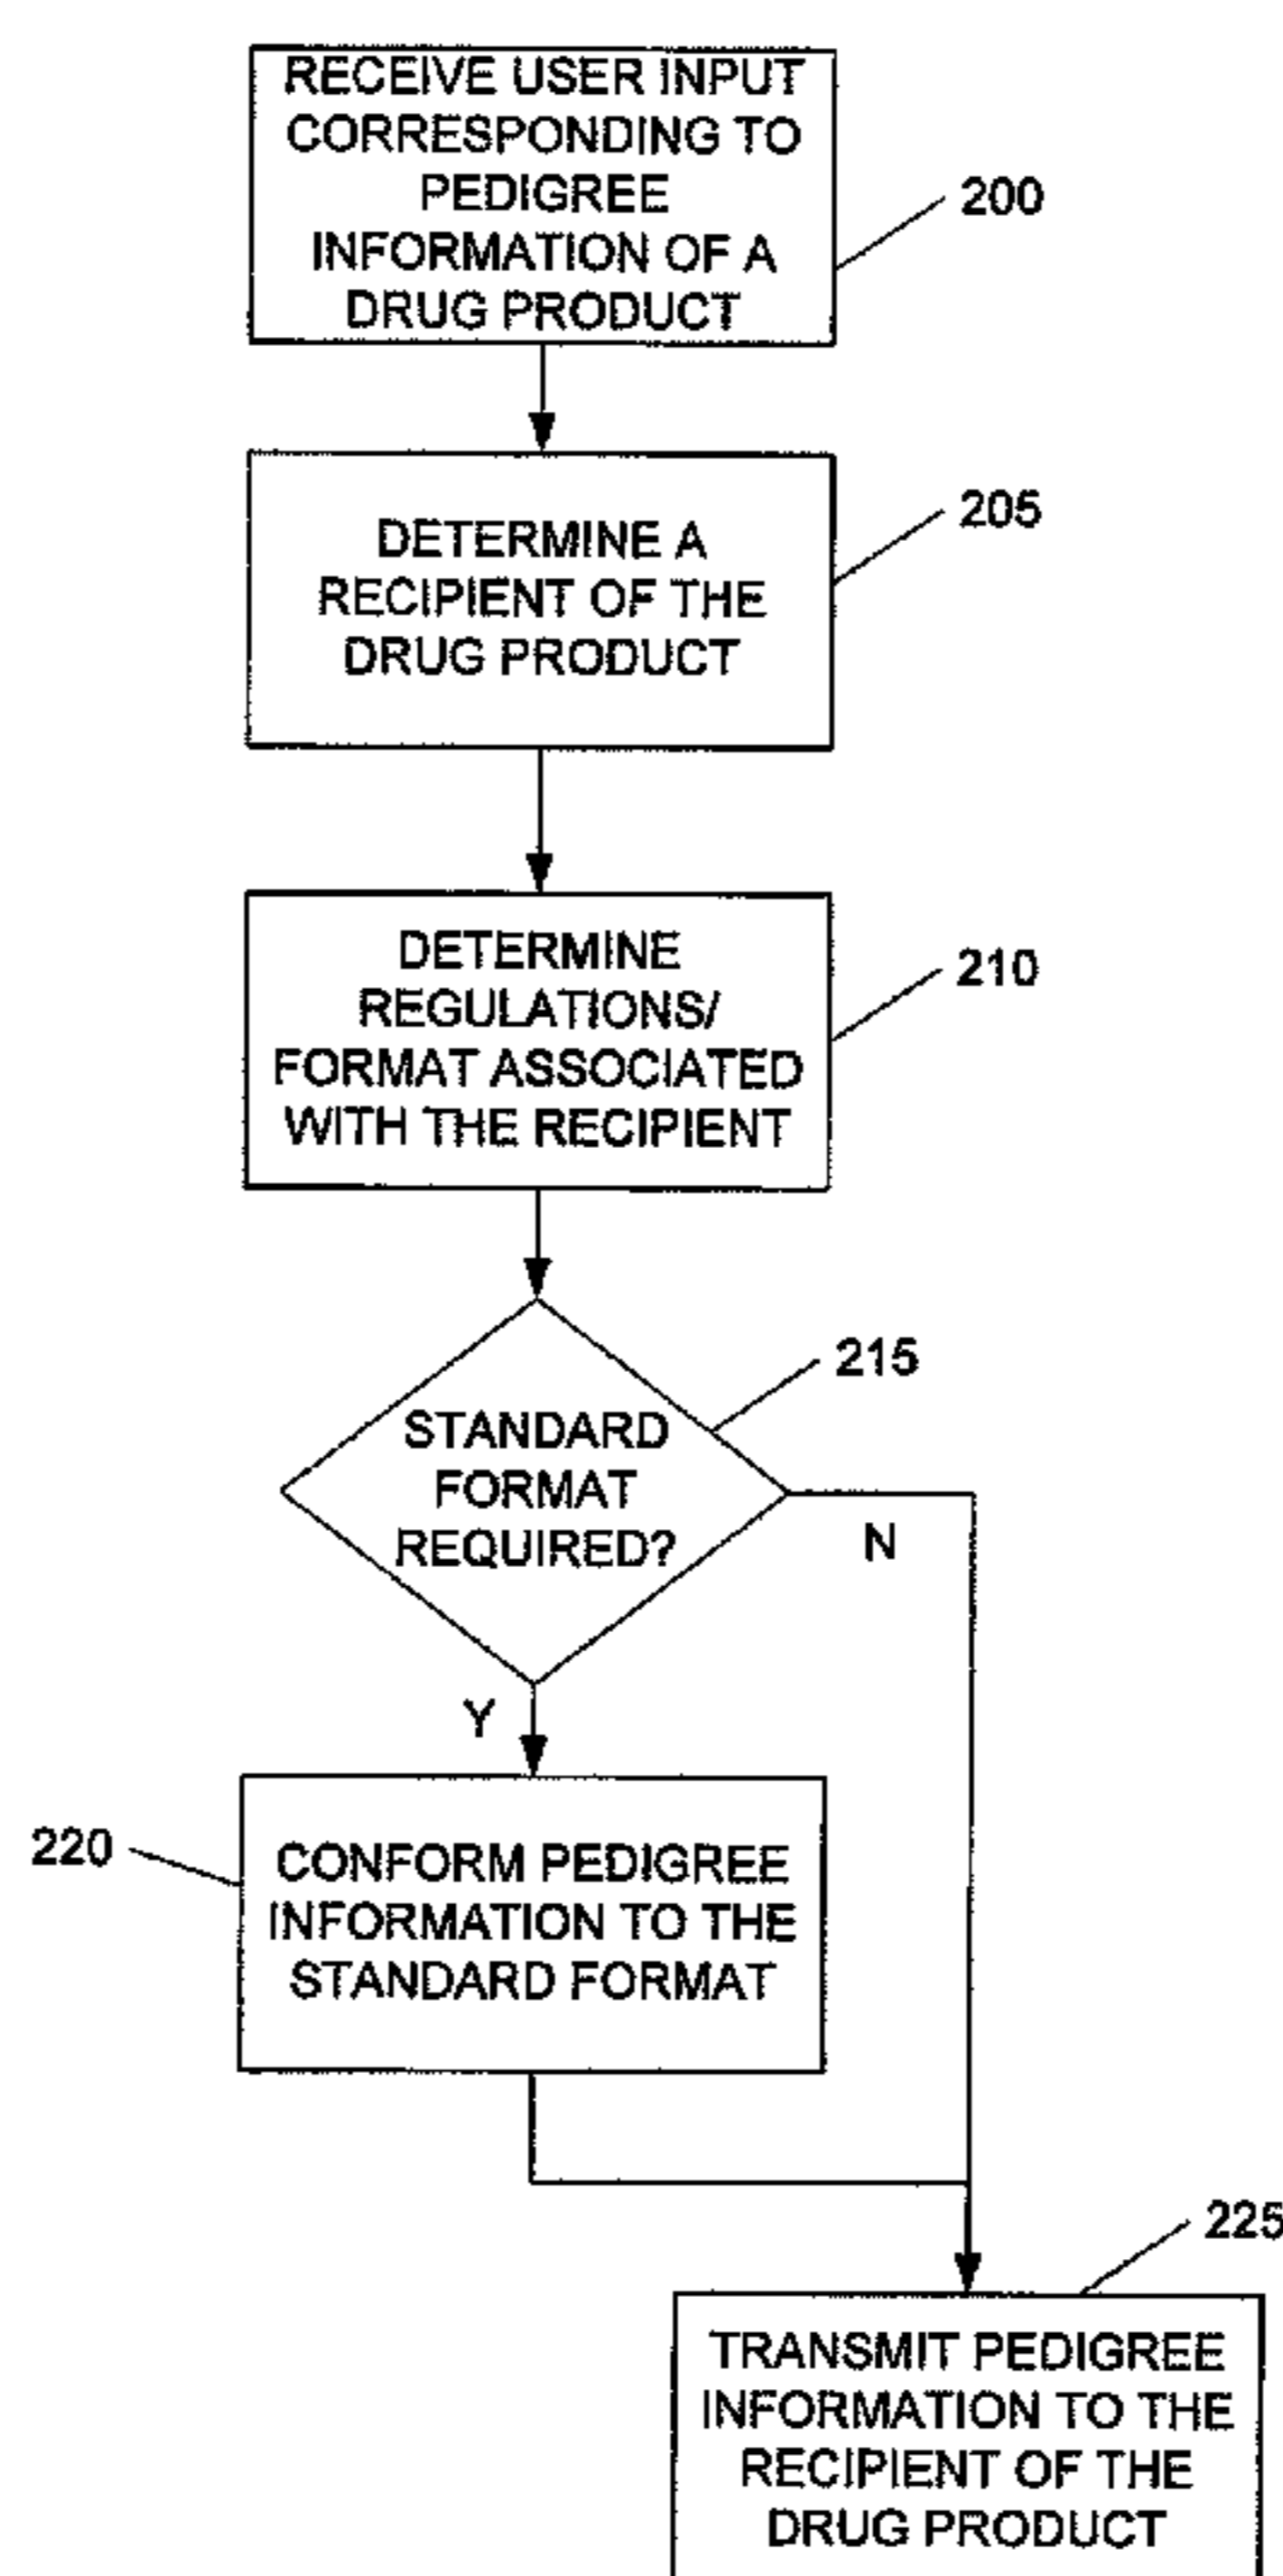 RECEIVE USER INPUT
CORRESPONDING TO
PEDIGREE
INFORMATION OF A
DRUG PRODUCT
200
DETERMINE A
RECIPIENT OF THE
DRUG PRODUCT
205
DETERMINE
REGULATIONS/
FORMAT ASSOCIATED
WITH THE RECIPIENT
210
STANDARD
FORMAT
REQUIRED?
215
N
Y
220
CONFORM PEDIGREE
INFORMATION TO THE
STANDARD FORMAT
225
TRANSMIT PEDIGREE
INFORMATION TO THE
RECIPIENT OF THE
DRUG PRODUCT